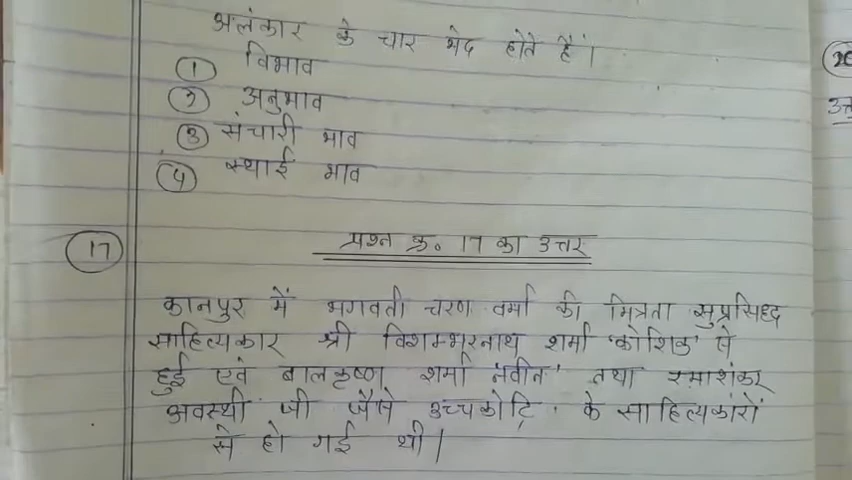 अलंकार के चार भेद होते हैं।
① विभाव
② अनुभाव
③ संचारी भाव
④ स्थाई भाव
⑰ प्रश्न क्र. 17 का उत्तर
कानपुर में भगवती चरण वर्मा की मित्रता सुप्रसिद्ध
साहित्यकार श्री विशम्भरनाथ शर्मा 'कोशिक' से
हुई एवं बालकृष्ण शर्मा 'नवीन' तथा रमाशंकर
अवस्थी जी जैसे उच्चकोटि के साहित्यकारों
से हो गई थी।